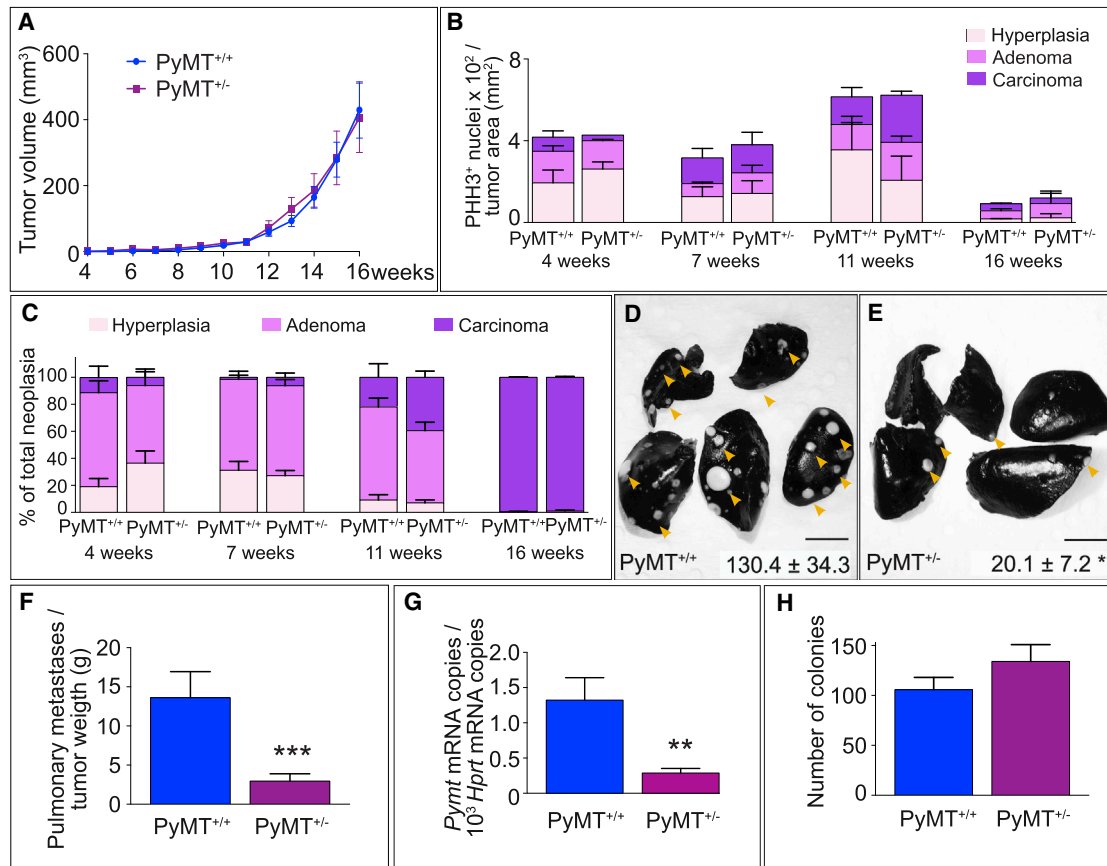 A
Tumor volume (mm³)
600
400
200
0
PyMT+/+
PyMT+/-
4 6 8 10 12 14 16 weeks
B
PHH3+ nuclei x 10² /
tumor area (mm²)
8
4
0
Hyperplasia
Adenoma
Carcinoma
PyMT+/+ PyMT+/- PyMT+/+ PyMT+/- PyMT+/+ PyMT+/- PyMT+/+ PyMT+/-
4 weeks 7 weeks 11 weeks 16 weeks
C
Hyperplasia Adenoma Carcinoma
% of total neoplasia
100
80
60
40
20
0
PyMT+/+ PyMT+/- PyMT+/+ PyMT+/- PyMT+/+ PyMT+/- PyMT+/+ PyMT+/-
4 weeks 7 weeks 11 weeks 16 weeks
D
PyMT+/+ 130.4 ± 34.3
E
PyMT+/- 20.1 ± 7.2 *
F
Pulmonary metastases /
tumor weigth (g)
20
15
10
5
0
***
PyMT+/+ PyMT+/-
G
Pymt mRNA copies /
10³ Hprt mRNA copies
2.0
1.5
1.0
0.5
0
**
PyMT+/+ PyMT+/-
H
Number of colonies
150
100
50
0
PyMT+/+ PyMT+/-